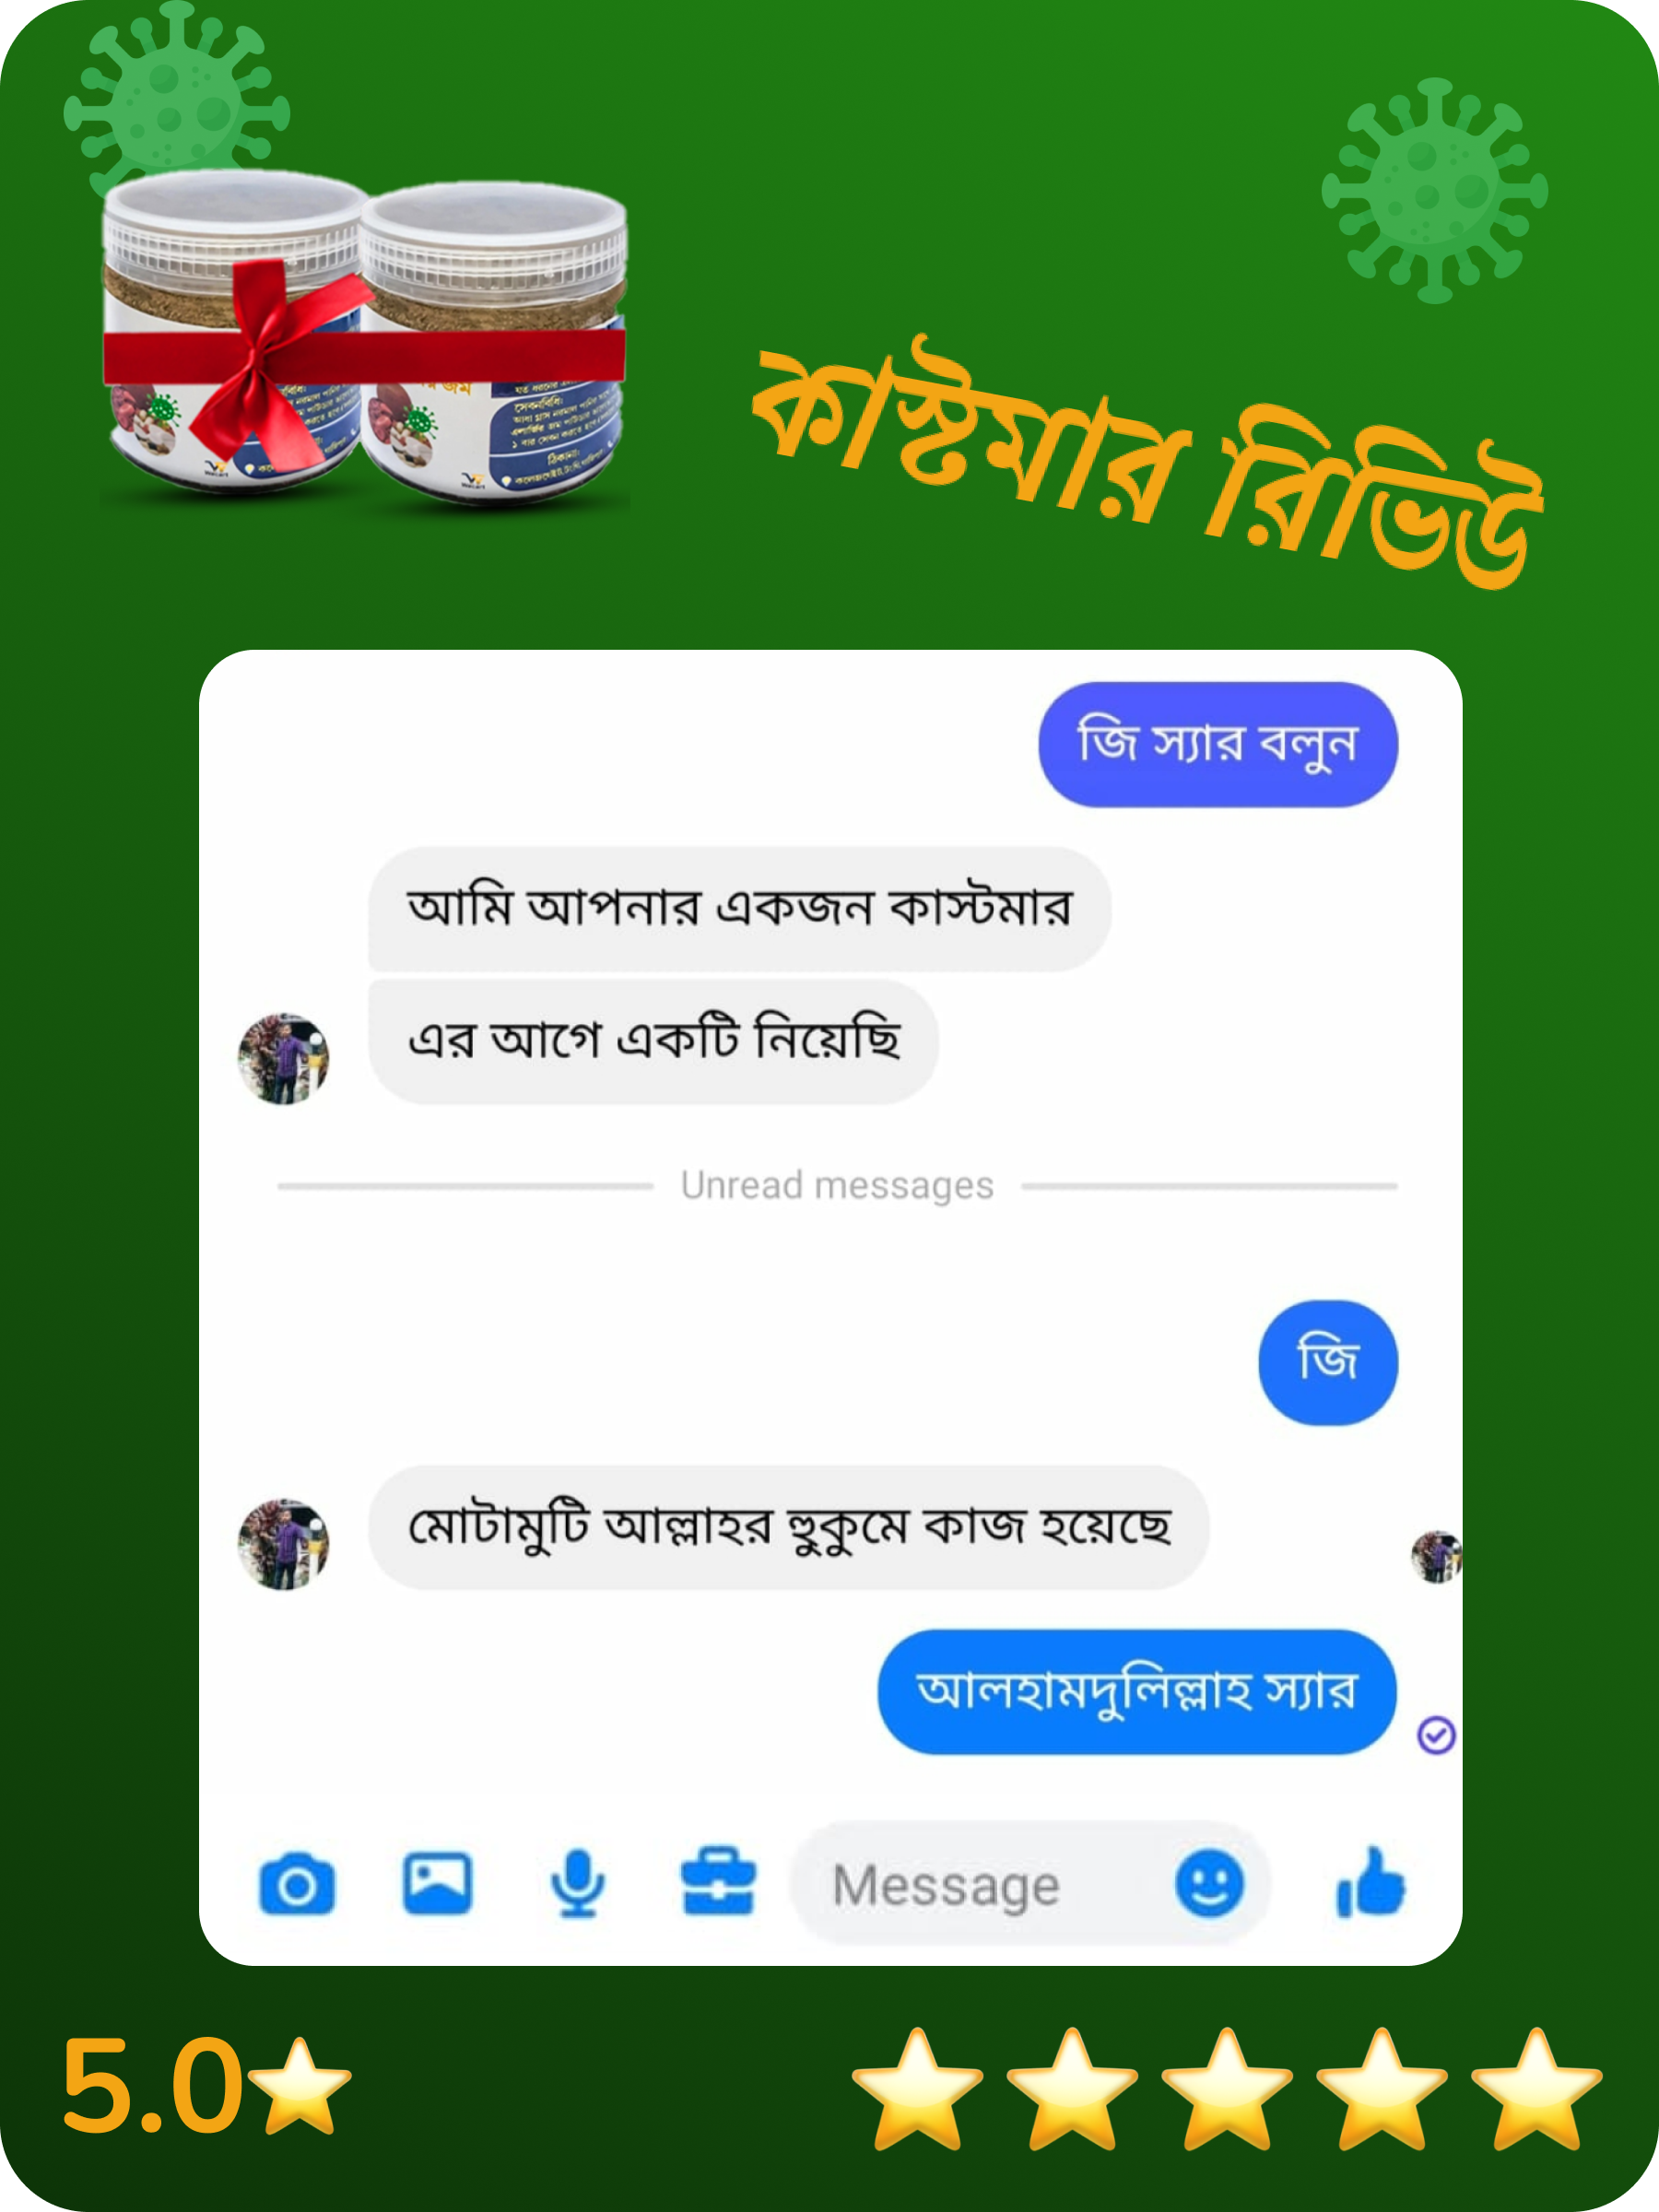 কাস্টমার রিভিউ
সেবনবিধি:
ঠিকানা:
জি স্যার বলুন
আমি আপনার একজন কাস্টমার
এর আগে একটি নিয়েছি
Unread messages
জি
মোটামুটি আল্লাহর হুকুমে কাজ হয়েছে
আলহামদুলিল্লাহ স্যার
Message
5.0